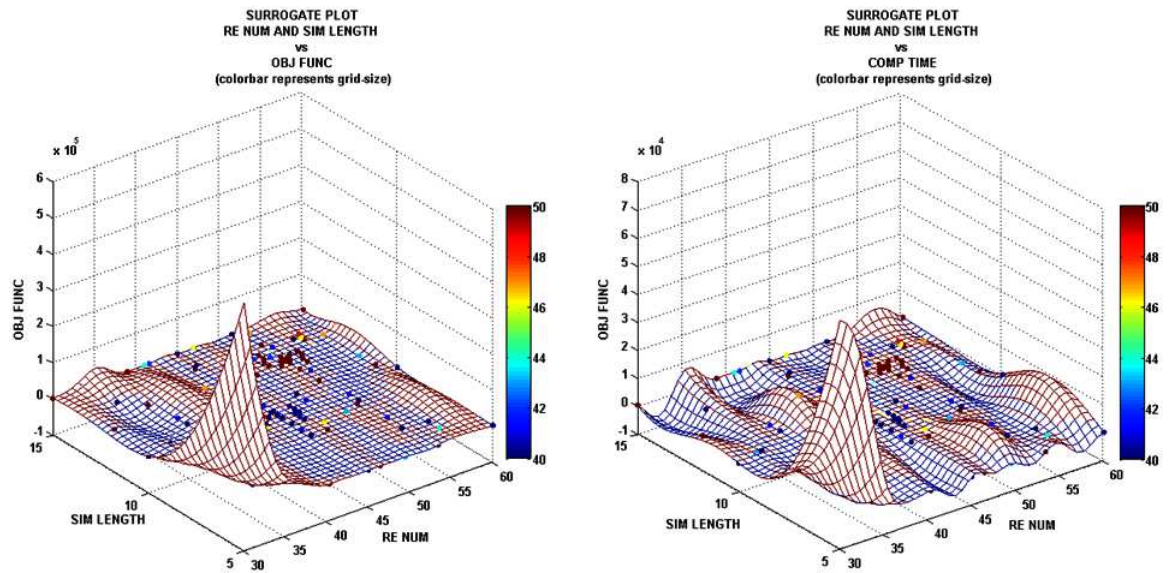 SURROGATE PLOT
RE NUM AND SIM LENGTH
vs
OBJ FUNC
(colorbar represents grid-size)
x 10^5
6
5
4
3
2
1
0
-1
OBJ FUNC
15
10
5
SIM LENGTH
30
35
40
45
50
55
60
RE NUM
50
48
46
44
42
40
SURROGATE PLOT
RE NUM AND SIM LENGTH
vs
COMP TIME
(colorbar represents grid-size)
x 10^4
8
7
6
5
4
3
2
1
0
-1
OBJ FUNC
15
10
5
SIM LENGTH
30
35
40
45
50
55
60
RE NUM
50
48
46
44
42
40